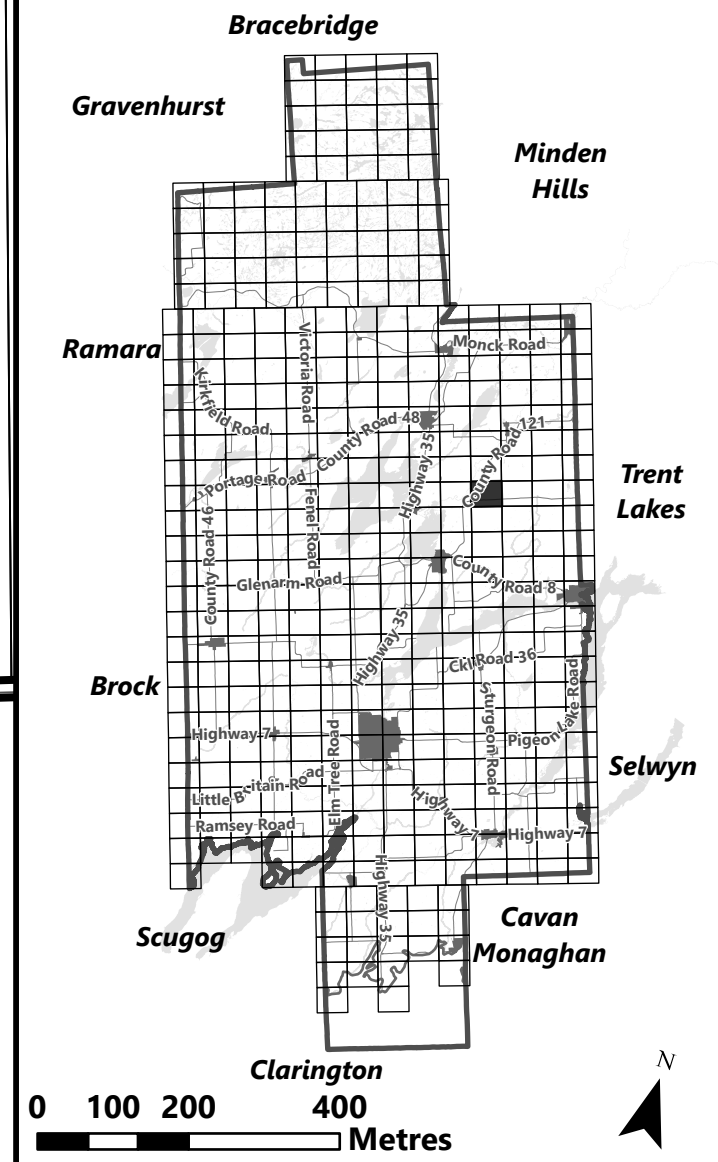 Bracebridge
Gravenhurst
Minden
Hills
Ramara
Monck Road
Victoria Road
Kirkfield Road
County Road 48
County Road 121
Highway 35
Portage Road
Trent
Lakes
Fenel Road
County Road 46
Glenarm Road
County Road 8
Highway 35
Ckl Road 36
Brock
Sturgeon Road
Pigeon Lake Road
Highway 7
Elm Tree Road
Selwyn
Little Britain Road
Highway 7
Ramsey Road
Highway 7
Highway 35
Scugog
Cavan
Monaghan
Clarington
N
0 100 200 400
Metres